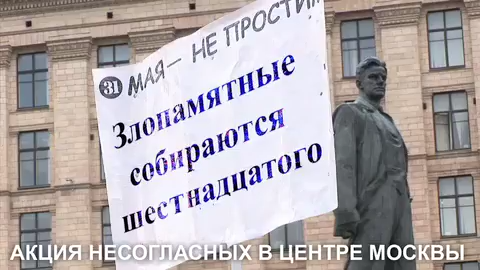 31 МАЯ — НЕ ПРОСТИ...
Злопамятные
собираются
шестнадцатого
АКЦИЯ НЕСОГЛАСНЫХ В ЦЕНТРЕ МОСКВЫ